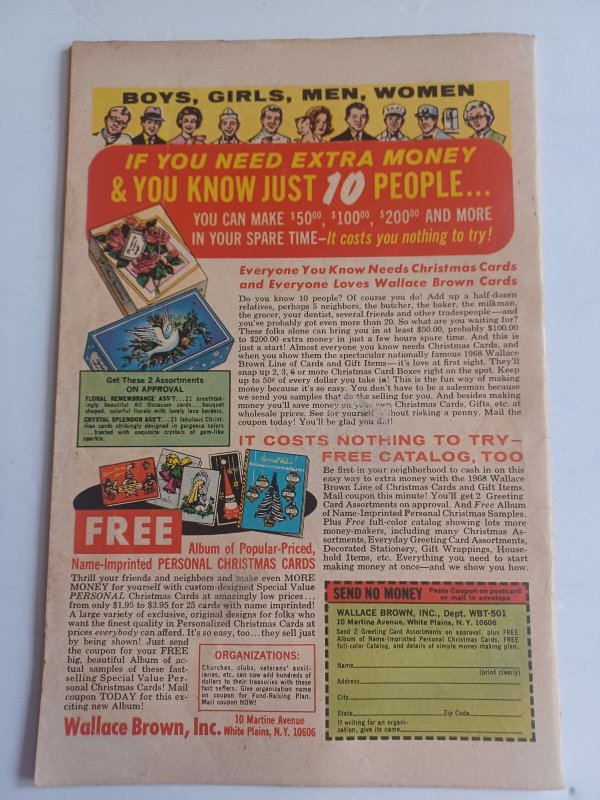 BOYS, GIRLS, MEN, WOMEN
IF YOU NEED EXTRA MONEY
& YOU KNOW JUST 10 PEOPLE...
YOU CAN MAKE $50⁰⁰, $100⁰⁰, $200⁰⁰ AND MORE
IN YOUR SPARE TIME–It costs you nothing to try!
Everyone You Know Needs Christmas Cards
and Everyone Loves Wallace Brown Cards
Do you know 10 people? Of course you do! Add up a half-dozen
relatives, perhaps 5 neighbors, the butcher, the baker, the milkman,
the grocer, your dentist, several friends and other tradespeople—and
you've probably got even more than 20. So what are you waiting for?
These folks alone can bring you in at least $50.00, probably $100.00
to $200.00 extra money in just a few hours spare time. And this is
just a start! Almost everyone you know needs Christmas Cards, and
when you show them the spectacular nationally famous 1968 Wallace
Brown Line of Cards and Gift Items—it's love at first sight. They'll
snap up 2, 3, or more Christmas Card Boxes right on the spot. Keep
up to 50¢ of every dollar you take in! This is the fun way of making
money because it's so easy. You don't have to be a salesman because
we send you samples that do the selling for you. And besides making
money you'll save money on your own Christmas Cards, Gifts, etc. at
wholesale prices. See for yourself without risking a penny. Mail the
coupon today! You'll be glad you did!
Get These 2 Assortments
ON APPROVAL
FLORAL REMEMBRANCE ASS'T....21 breathtak-
ingly beautiful All Occasion cards...bouquet
shaped, colorful florals with lovely lace borders.
CRYSTAL SPLENDOR ASS'T...21 fabulous Christ-
mas cards strikingly designed in gorgeous colors
...frosted with exquisite crystals of gem-like
sparkle.
IT COSTS NOTHING TO TRY–
FREE CATALOG, TOO
Be first in your neighborhood to cash in on this
easy way to extra money with the 1968 Wallace
Brown Line of Christmas Cards and Gift Items.
Mail coupon this minute! You'll get 2 Greeting
Card Assortments on approval. And Free Album
of Name-Imprinted Personal Christmas Samples.
Plus Free full-color catalog showing lots more
money-makers, including many Christmas As-
sortments, Everyday Greeting Card Assortments,
Decorated Stationery, Gift Wrappings, House-
hold Items, etc. Everything you need to start
making money at once—and we show you how.
FREE
Album of Popular-Priced,
Name-Imprinted PERSONAL CHRISTMAS CARDS
Thrill your friends and neighbors and make even MORE
MONEY for yourself with custom-designed Special Value
PERSONAL Christmas Cards at amazingly low prices...
from only $1.95 to $3.95 for 25 cards with name imprinted!
A large variety of exclusive, original designs for folks who
want the finest quality in Personalized Christmas Cards at
prices everybody can afford. It's so easy, too...they sell just
by being shown! Just send
the coupon for your FREE
big, beautiful Album of ac-
tual samples of these fast-
selling Special Value Per-
sonal Christmas Cards! Mail
coupon TODAY for this ex-
citing new Album!
ORGANIZATIONS:
Churches, clubs, veterans' auxil-
iaries, etc. can now add hundreds of
dollars to their treasuries with these
fast sellers. Give organization name
on coupon for Fund-Raising Plan.
Mail coupon NOW!
Wallace Brown, Inc. 10 Martine Avenue
White Plains, N.Y. 10606
SEND NO MONEY Paste Coupon on postcard
or mail in envelope
WALLACE BROWN, INC., Dept. WBT-501
10 Martine Avenue, White Plains, N. Y. 10606
Send 2 Greeting Card Assortments on approval, plus FREE
Album of Name-Imprinted Personal Christmas Cards, FREE
full-color Catalog, and details of simple money-making plan.
Name
(print clearly)
Address
City
State Zip Code
If writing for an organi-
zation, give its name